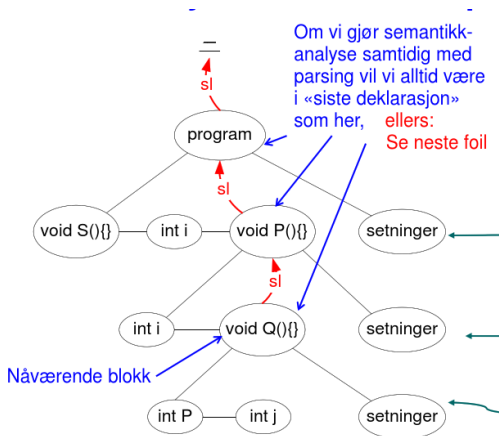 Om vi gjør semantikk-
analyse samtidig med
parsing vil vi alltid være
i «siste deklarasjon»
som her, ellers:
Se neste foil
sl
program
sl
void S(){}
int i
void P(){}
setninger
sl
int i
void Q(){}
setninger
Nåværende blokk
int P
int j
setninger